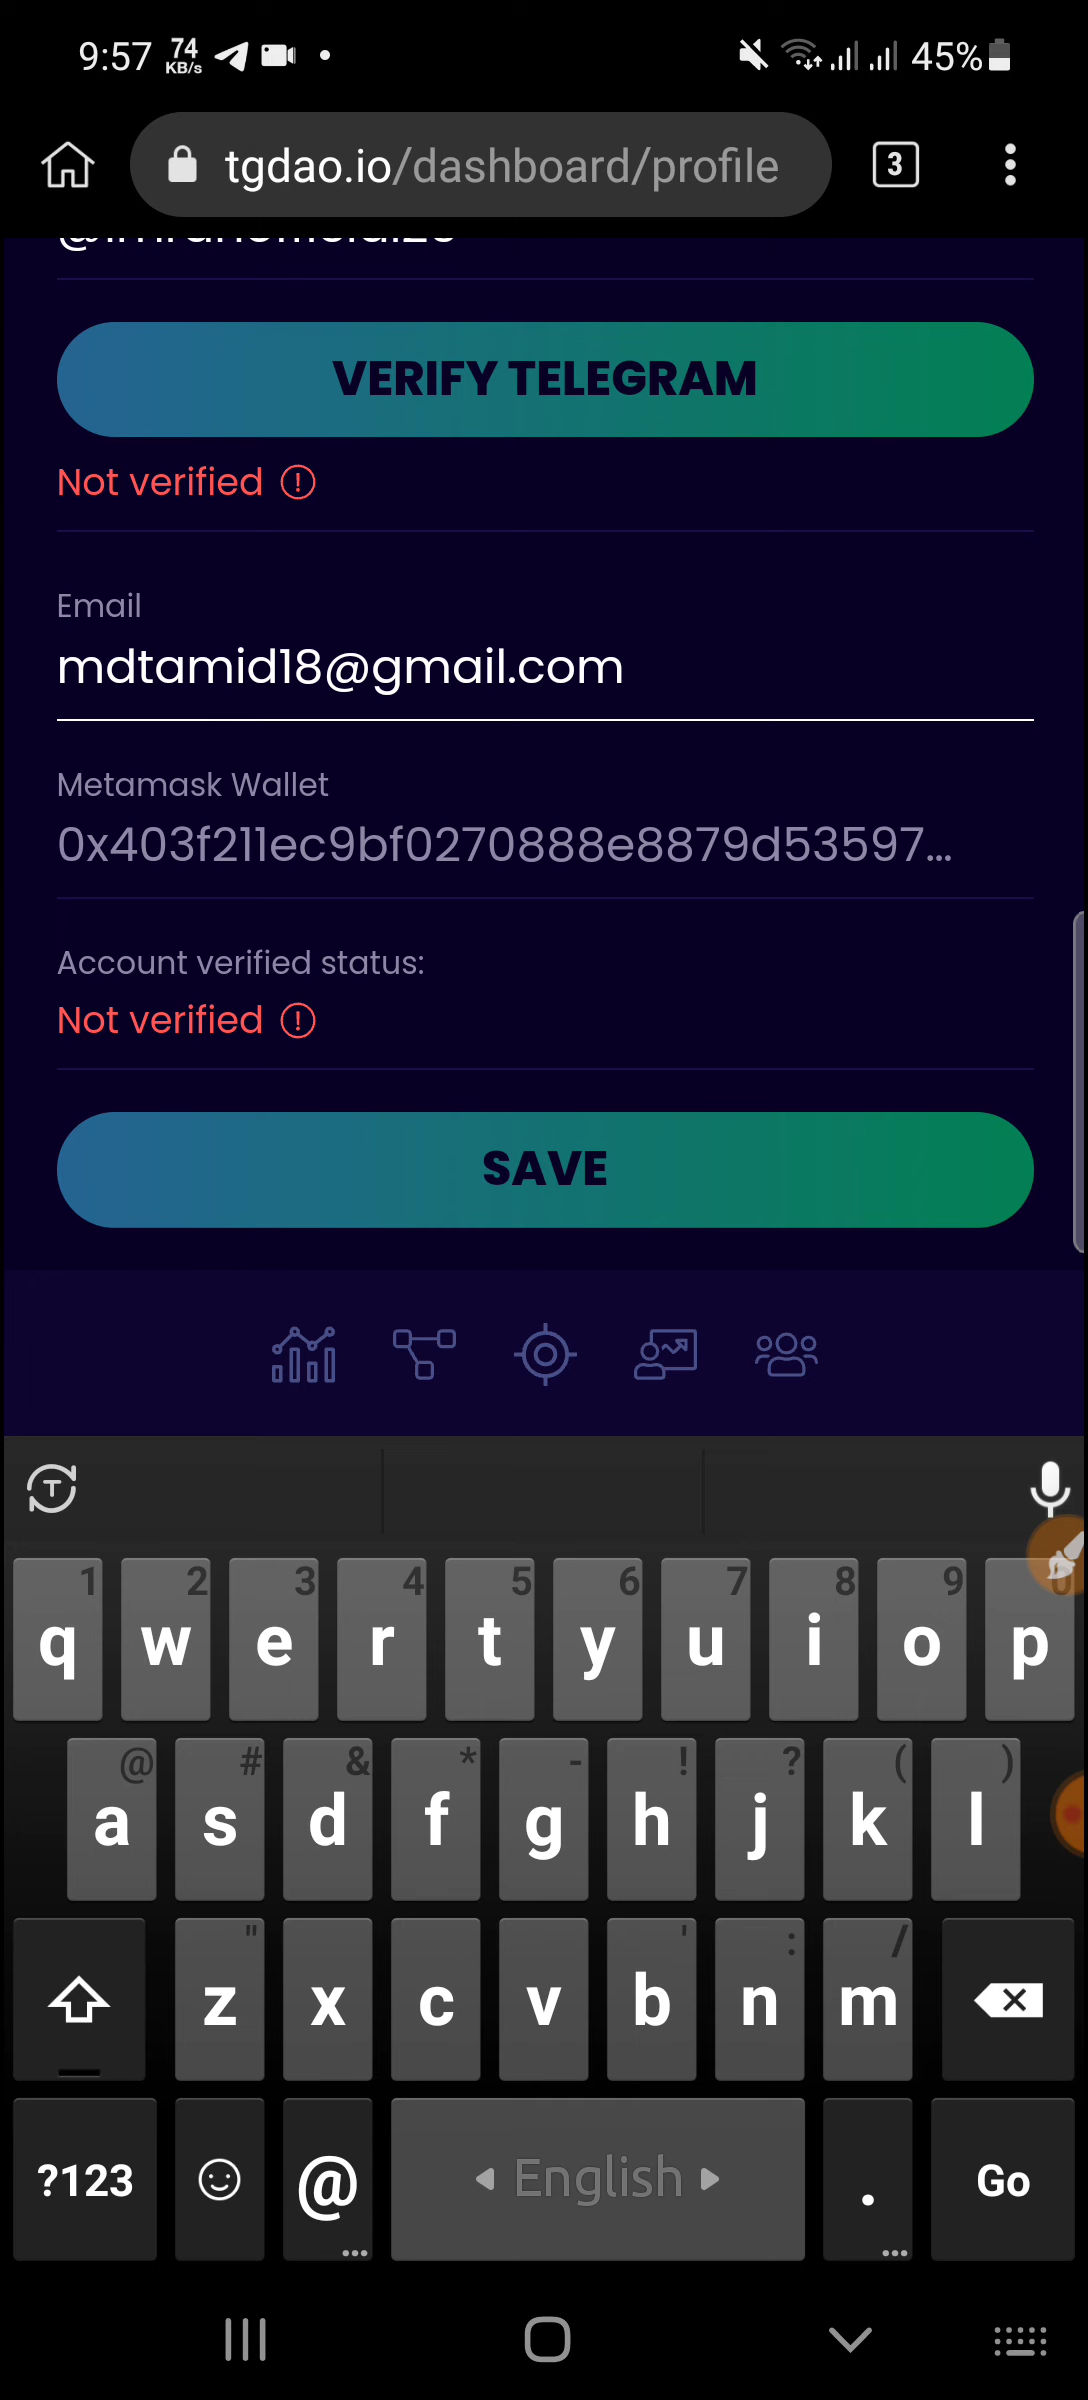 9:57 74 KB/s 45%
tgdao.io/dashboard/profile 3
VERIFY TELEGRAM
Not verified
Email
mdtamid18@gmail.com
Metamask Wallet
0x403f211ec9bf0270888e8879d53597...
Account verified status:
Not verified
SAVE
T
1 2 3 4 5 6 7 8 9 0
q w e r t y u i o p
@ # & * - ! ? ( )
a s d f g h j k l
" ' : /
z x c v b n m
?123 @ English . Go